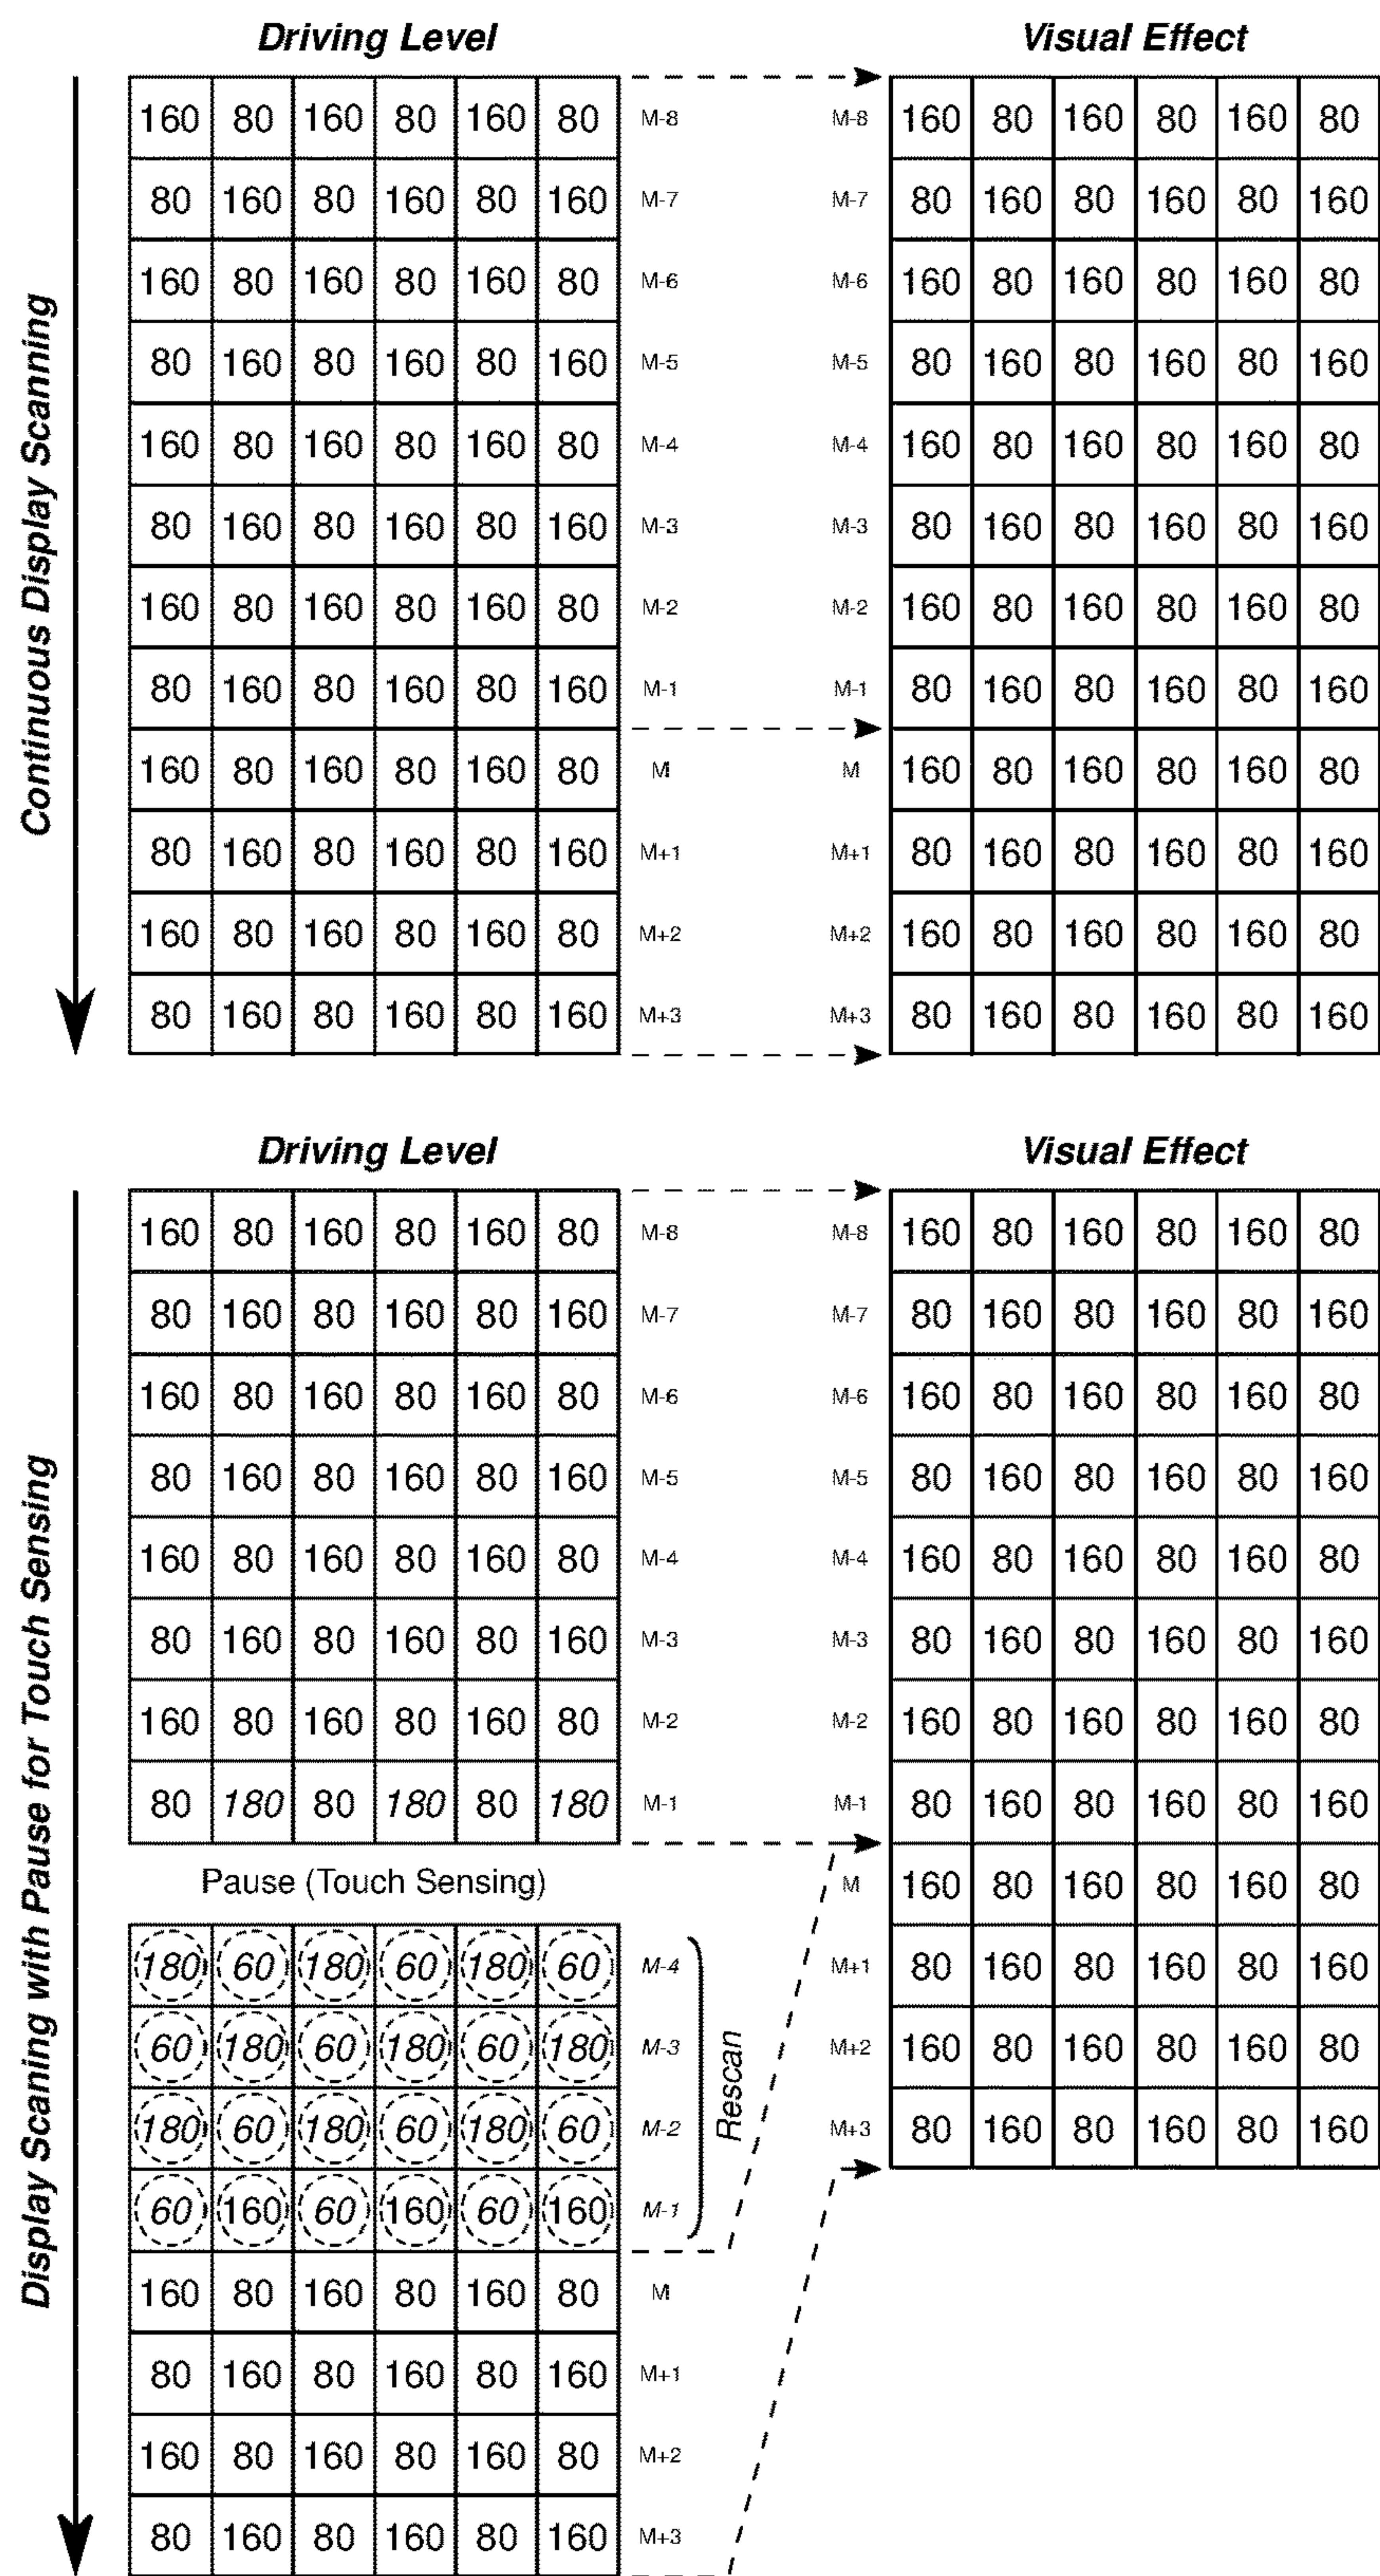 Driving Level Visual Effect
Continuous Display Scanning
160 80 160 80 160 80 M-8 M-8 160 80 160 80 160 80
80 160 80 160 80 160 M-7 M-7 80 160 80 160 80 160
160 80 160 80 160 80 M-6 M-6 160 80 160 80 160 80
80 160 80 160 80 160 M-5 M-5 80 160 80 160 80 160
160 80 160 80 160 80 M-4 M-4 160 80 160 80 160 80
80 160 80 160 80 160 M-3 M-3 80 160 80 160 80 160
160 80 160 80 160 80 M-2 M-2 160 80 160 80 160 80
80 160 80 160 80 160 M-1 M-1 80 160 80 160 80 160
160 80 160 80 160 80 M M 160 80 160 80 160 80
80 160 80 160 80 160 M+1 M+1 80 160 80 160 80 160
160 80 160 80 160 80 M+2 M+2 160 80 160 80 160 80
80 160 80 160 80 160 M+3 M+3 80 160 80 160 80 160
Driving Level Visual Effect
Display Scaning with Pause for Touch Sensing
160 80 160 80 160 80 M-8 M-8 160 80 160 80 160 80
80 160 80 160 80 160 M-7 M-7 80 160 80 160 80 160
160 80 160 80 160 80 M-6 M-6 160 80 160 80 160 80
80 160 80 160 80 160 M-5 M-5 80 160 80 160 80 160
160 80 160 80 160 80 M-4 M-4 160 80 160 80 160 80
80 160 80 160 80 160 M-3 M-3 80 160 80 160 80 160
160 80 160 80 160 80 M-2 M-2 160 80 160 80 160 80
80 180 80 180 80 180 M-1 M-1 80 160 80 160 80 160
Pause (Touch Sensing) M 160 80 160 80 160 80
180 60 180 60 180 60 M-4 M+1 80 160 80 160 80 160
60 180 60 180 60 180 M-3 M+2 160 80 160 80 160 80
180 60 180 60 180 60 M-2 M+3 80 160 80 160 80 160
60 160 60 160 60 160 M-1
Rescan
160 80 160 80 160 80 M
80 160 80 160 80 160 M+1
160 80 160 80 160 80 M+2
80 160 80 160 80 160 M+3